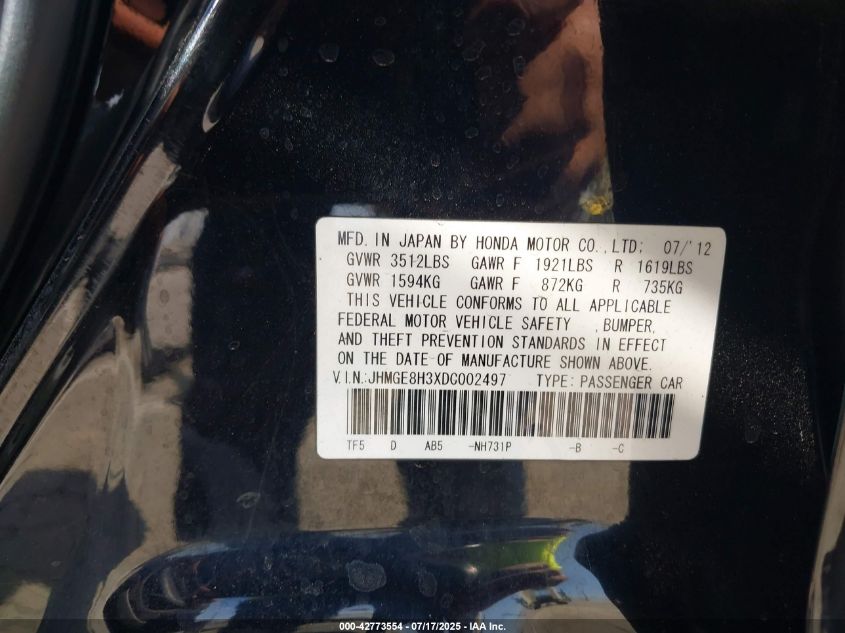 MFD. IN JAPAN BY HONDA MOTOR CO., LTD: 07/'12
GVWR 3512LBS GAWR F 1921LBS R 1619LBS
GVWR 1594KG GAWR F 872KG R 735KG
THIS VEHICLE CONFORMS TO ALL APPLICABLE
FEDERAL MOTOR VEHICLE SAFETY , BUMPER,
AND THEFT PREVENTION STANDARDS IN EFFECT
ON THE DATE OF MANUFACTURE SHOWN ABOVE.
V.I.N.:JHMGE8H3XDC002497 TYPE: PASSENGER CAR
TF5 D AB5 -NH731P -B -C
000-42773554 - 07/17/2025 - IAA Inc.